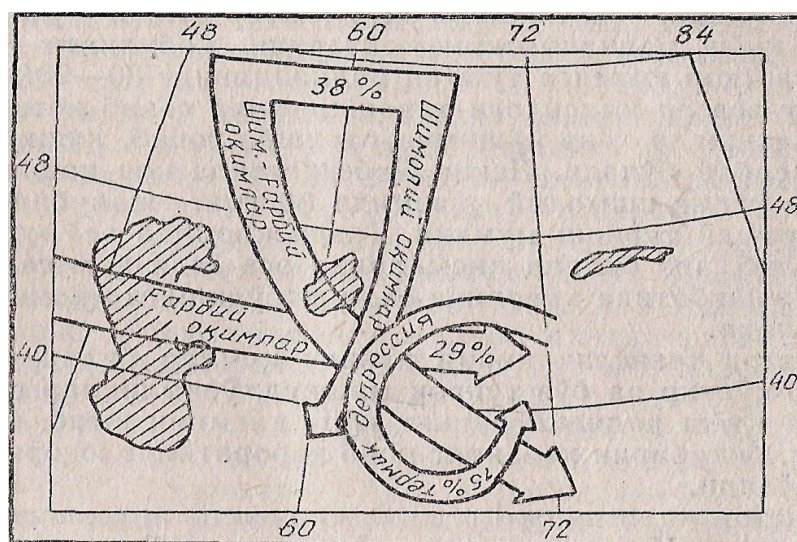 48
60
72
84
38%
Шим-Ғарбий
оқимлар
Шимолий оқимлар
48
48
Ғарбий
оқимлар
29%
40
40
депрессия
15% термик
60
72